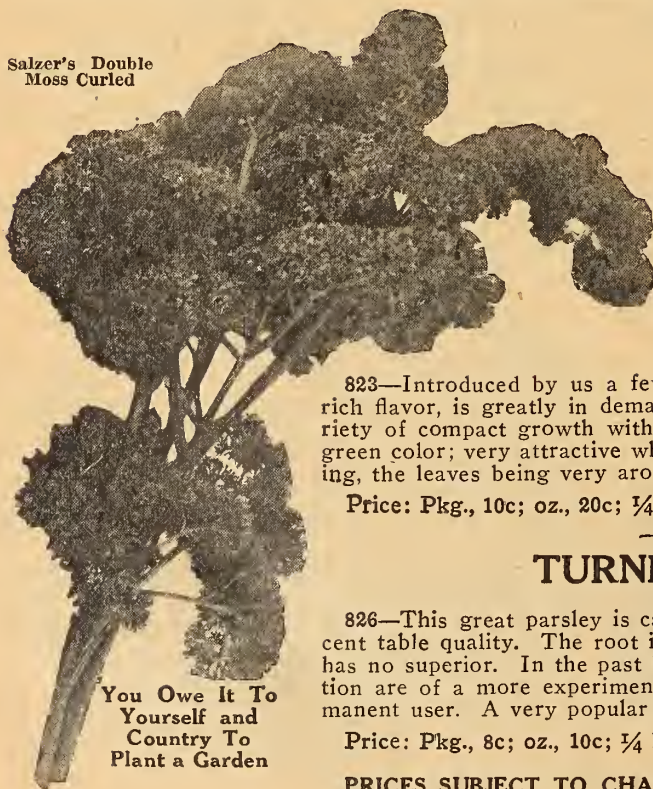 Salzer's Double
Moss Curled
823—Introduced by us a fe
rich flavor, is greatly in dema
riety of compact growth with
green color; very attractive wh
ing, the leaves being very aro
Price: Pkg., 10c; oz., 20c; ¼
TURN
826—This great parsley is ca
cent table quality. The root i
has no superior. In the past
tion are of a more experimen
manent user. A very popular
Price: Pkg., 8c; oz., 10c; ¼
PRICES SUBJECT TO CHA
You Owe It To
Yourself and
Country To
Plant a Garden